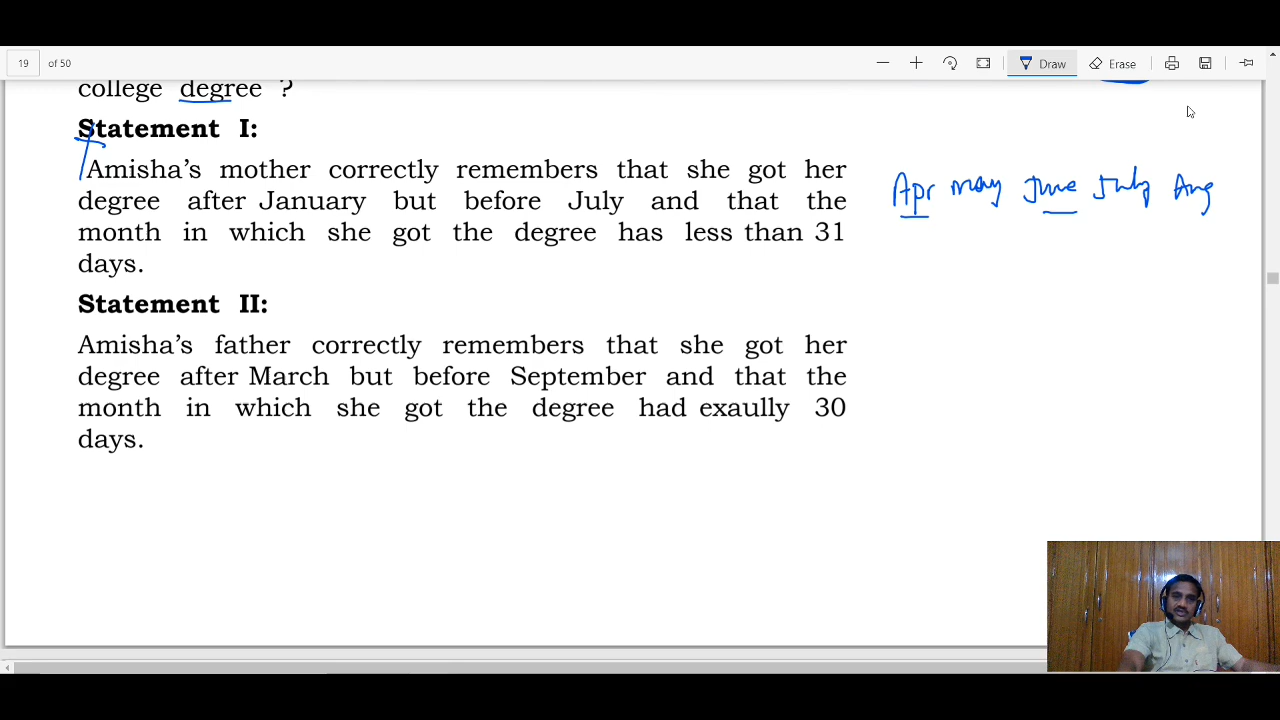 19 of 50
Draw
Erase
college degree ?
Statement I:
Amisha’s mother correctly remembers that she got her
degree after January but before July and that the
month in which she got the degree has less than 31
days.
Apr may June July Aug
Statement II:
Amisha’s father correctly remembers that she got her
degree after March but before September and that the
month in which she got the degree had exaully 30
days.